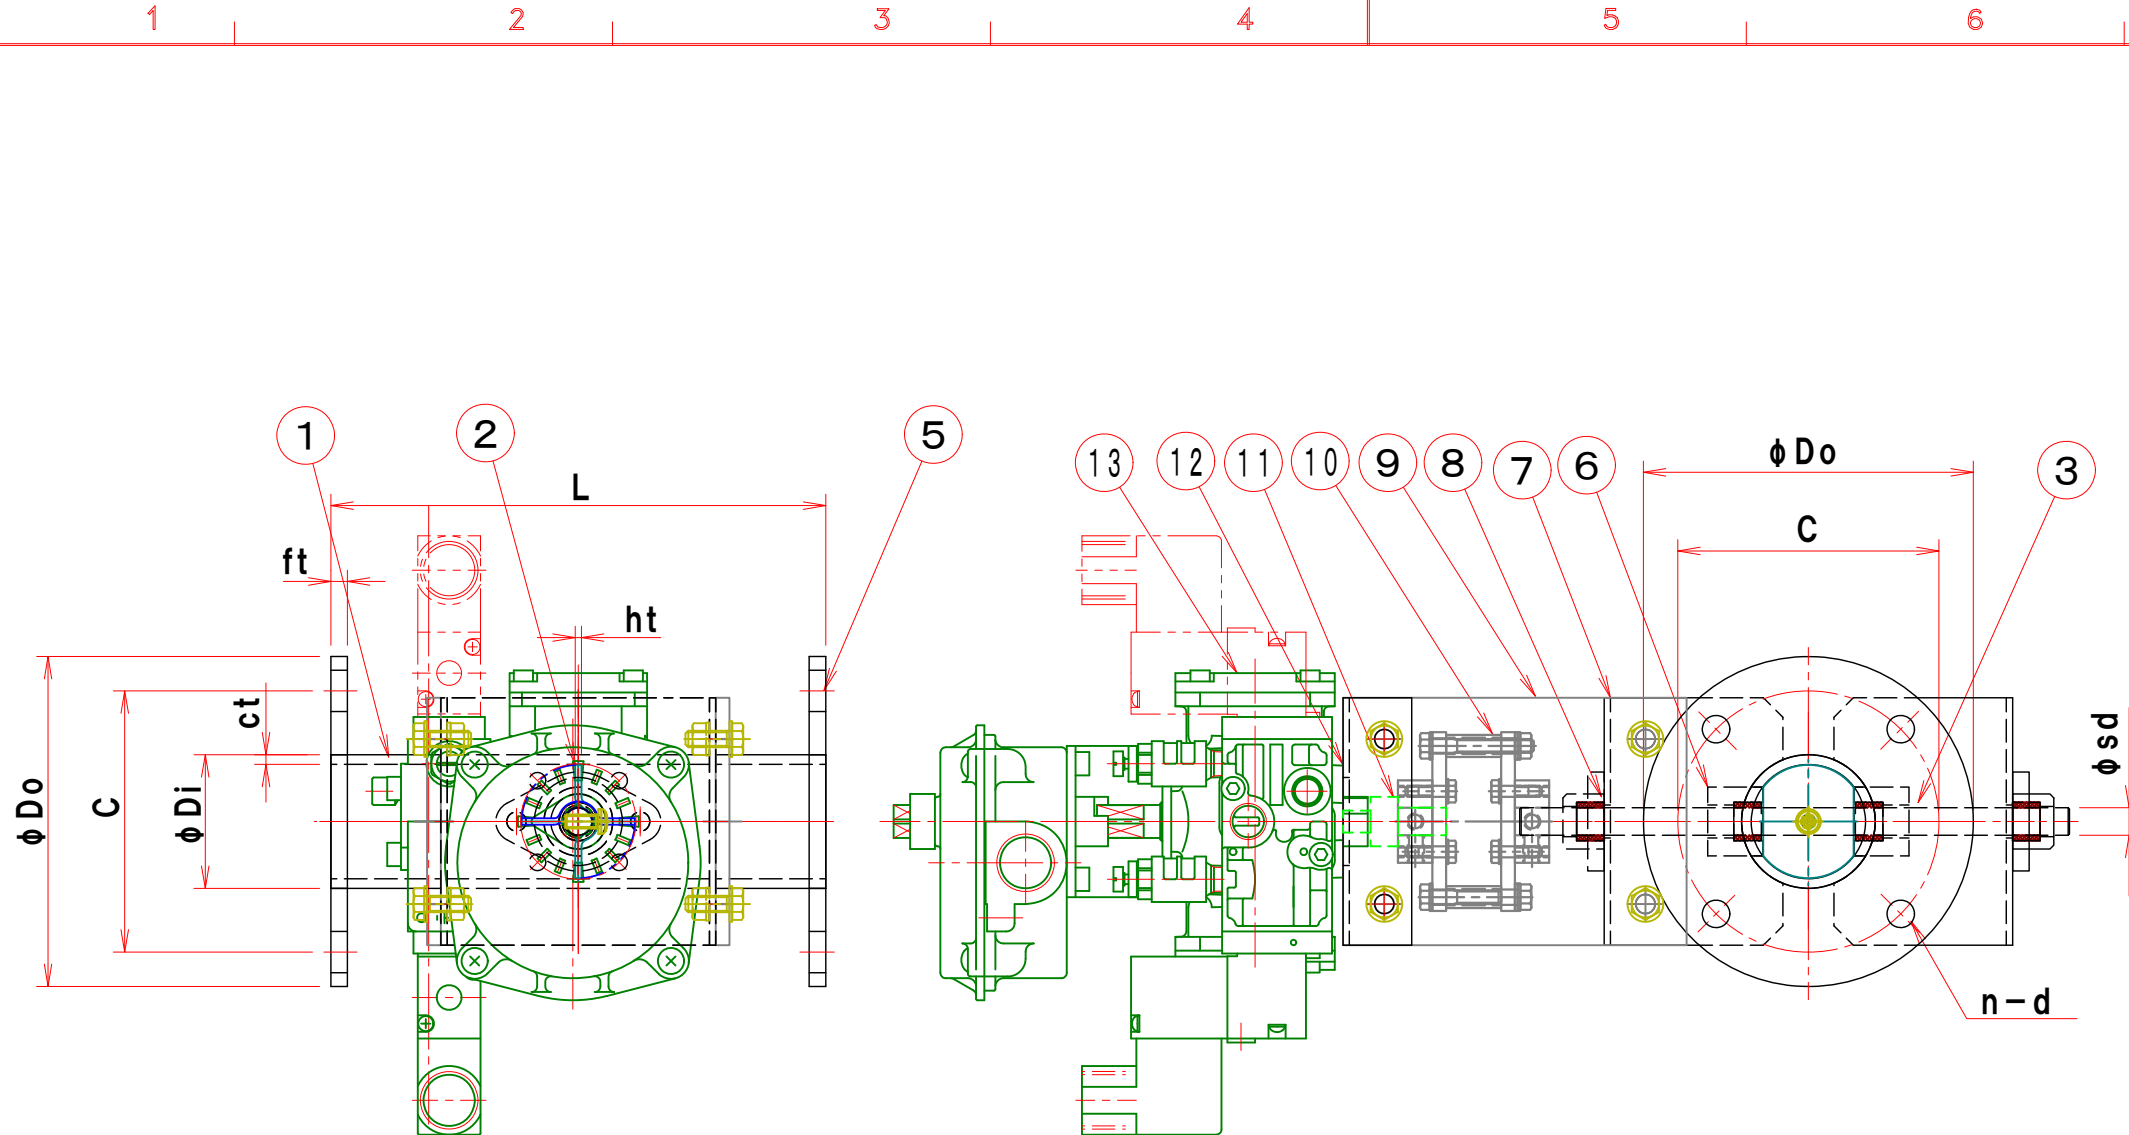 1 2 3 4 5 6
1 2 5 13 12 11 10 9 8 7 6 3
L
φDo
C
ft
ht
ct
φDo
C
φDi
φsd
n-d